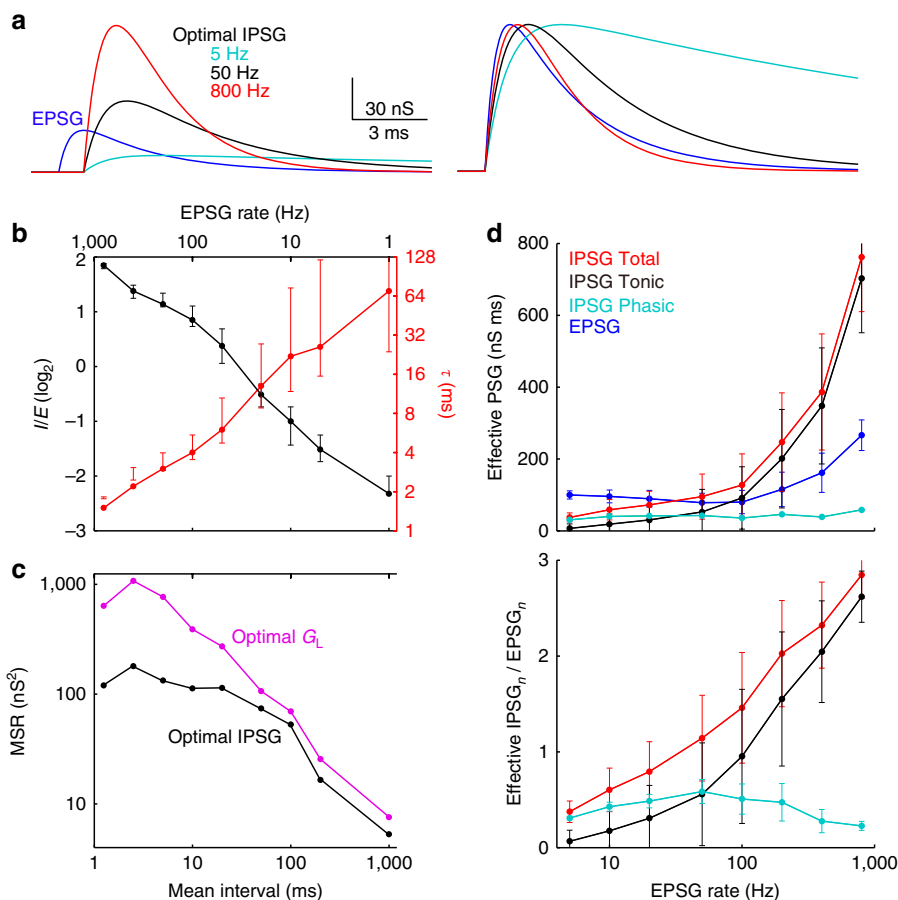 a
Optimal IPSG
5 Hz
50 Hz
800 Hz
EPSG
30 nS
3 ms
b
EPSG rate (Hz)
1,000 100 10 1
2
1
0
−1
−2
−3
I/E (log2)
128
64
32
16
8
4
2
1
τ (ms)
c
1,000
100
10
MSR (nS²)
Optimal GL
Optimal IPSG
1 10 100 1,000
Mean interval (ms)
d
IPSG Total
IPSG Tonic
IPSG Phasic
EPSG
800
600
400
200
0
Effective PSG (nS ms)
3
2
1
0
Effective IPSGn / EPSGn
10 100 1,000
EPSG rate (Hz)